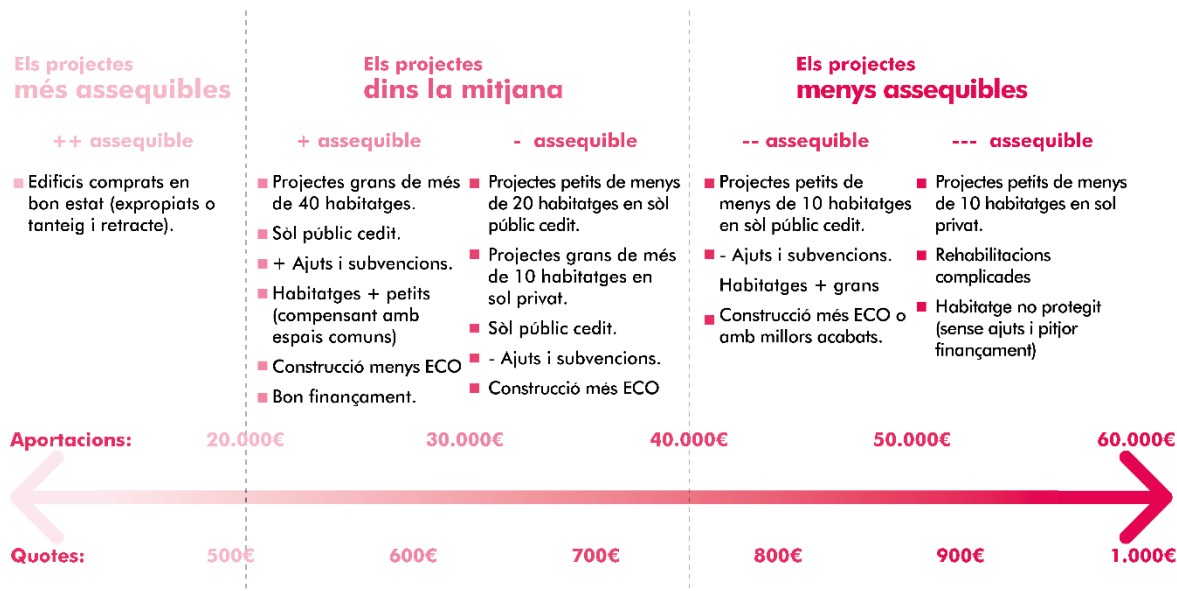 Els projectes
més assequibles
Els projectes
dins la mitjana
Els projectes
menys assequibles
++ assequible
+ assequible
- assequible
-- assequible
--- assequible
Edificis comprats en
bon estat (expropiats o
tanteig i retracte).
Projectes grans de més
de 40 habitatges.
Sòl públic cedit.
+ Ajuts i subvencions.
Habitatges + petits
(compensant amb
espais comuns)
Construcció menys ECO
Bon finançament.
Projectes petits de menys
de 20 habitatges en sòl
públic cedit.
Projectes grans de més
de 10 habitatges en
sol privat.
Sòl públic cedit.
- Ajuts i subvencions.
Construcció més ECO
Projectes petits de
menys de 10 habitatges
en sòl públic cedit.
- Ajuts i subvencions.
Habitatges + grans
Construcció més ECO o
amb millors acabats.
Projectes petits de menys
de 10 habitatges en sol
privat.
Rehabilitacions
complicades
Habitatge no protegit
(sense ajuts i pitjor
finançament)
Aportacions: 20.000€ 30.000€ 40.000€ 50.000€ 60.000€
Quotes: 500€ 600€ 700€ 800€ 900€ 1.000€